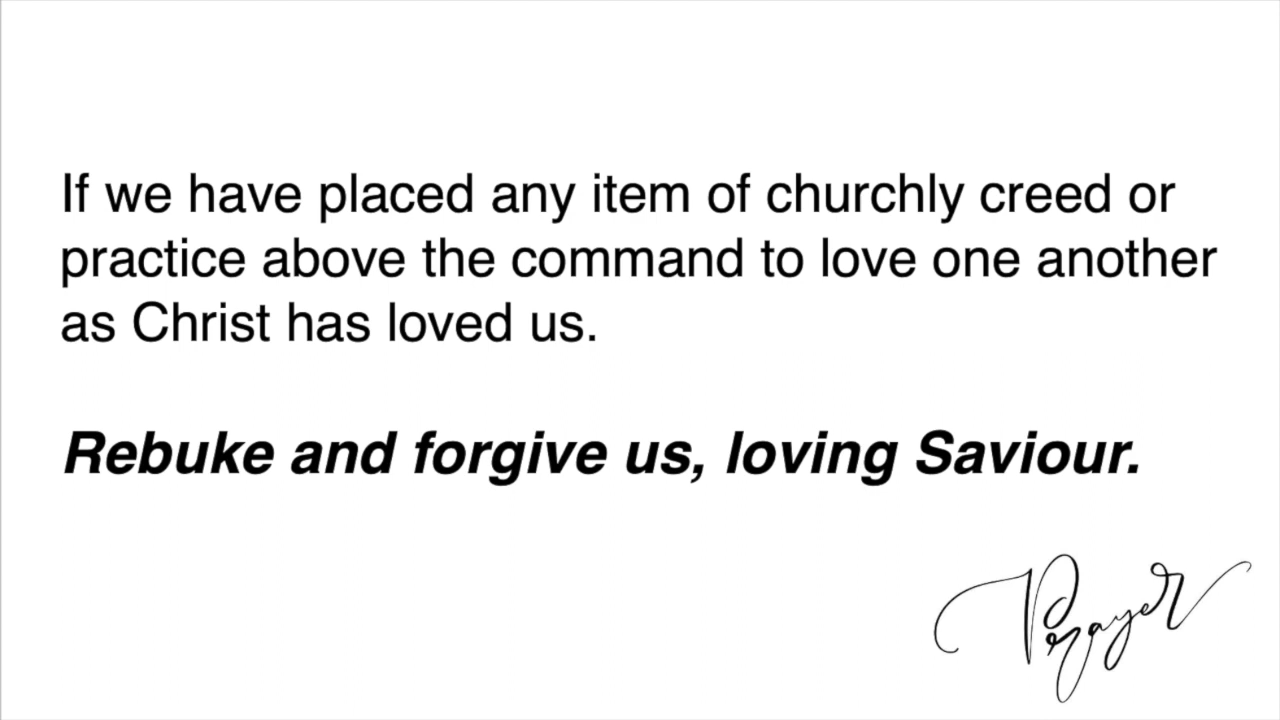 If we have placed any item of churchly creed or
practice above the command to love one another
as Christ has loved us.
Rebuke and forgive us, loving Saviour.
Prayer